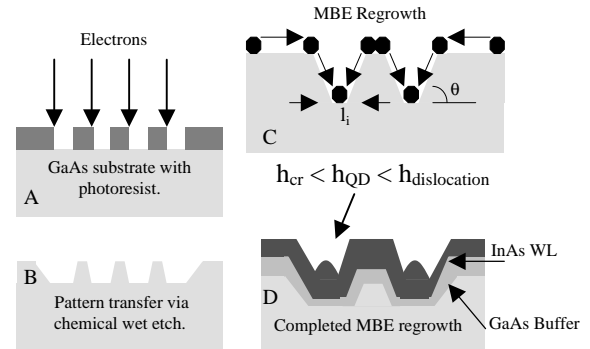 Electrons
GaAs substrate with
photoresist.
A
B
Pattern transfer via
chemical wet etch.
MBE Regrowth
θ
l_i
C
h_cr < h_QD < h_dislocation
InAs WL
D
GaAs Buffer
Completed MBE regrowth